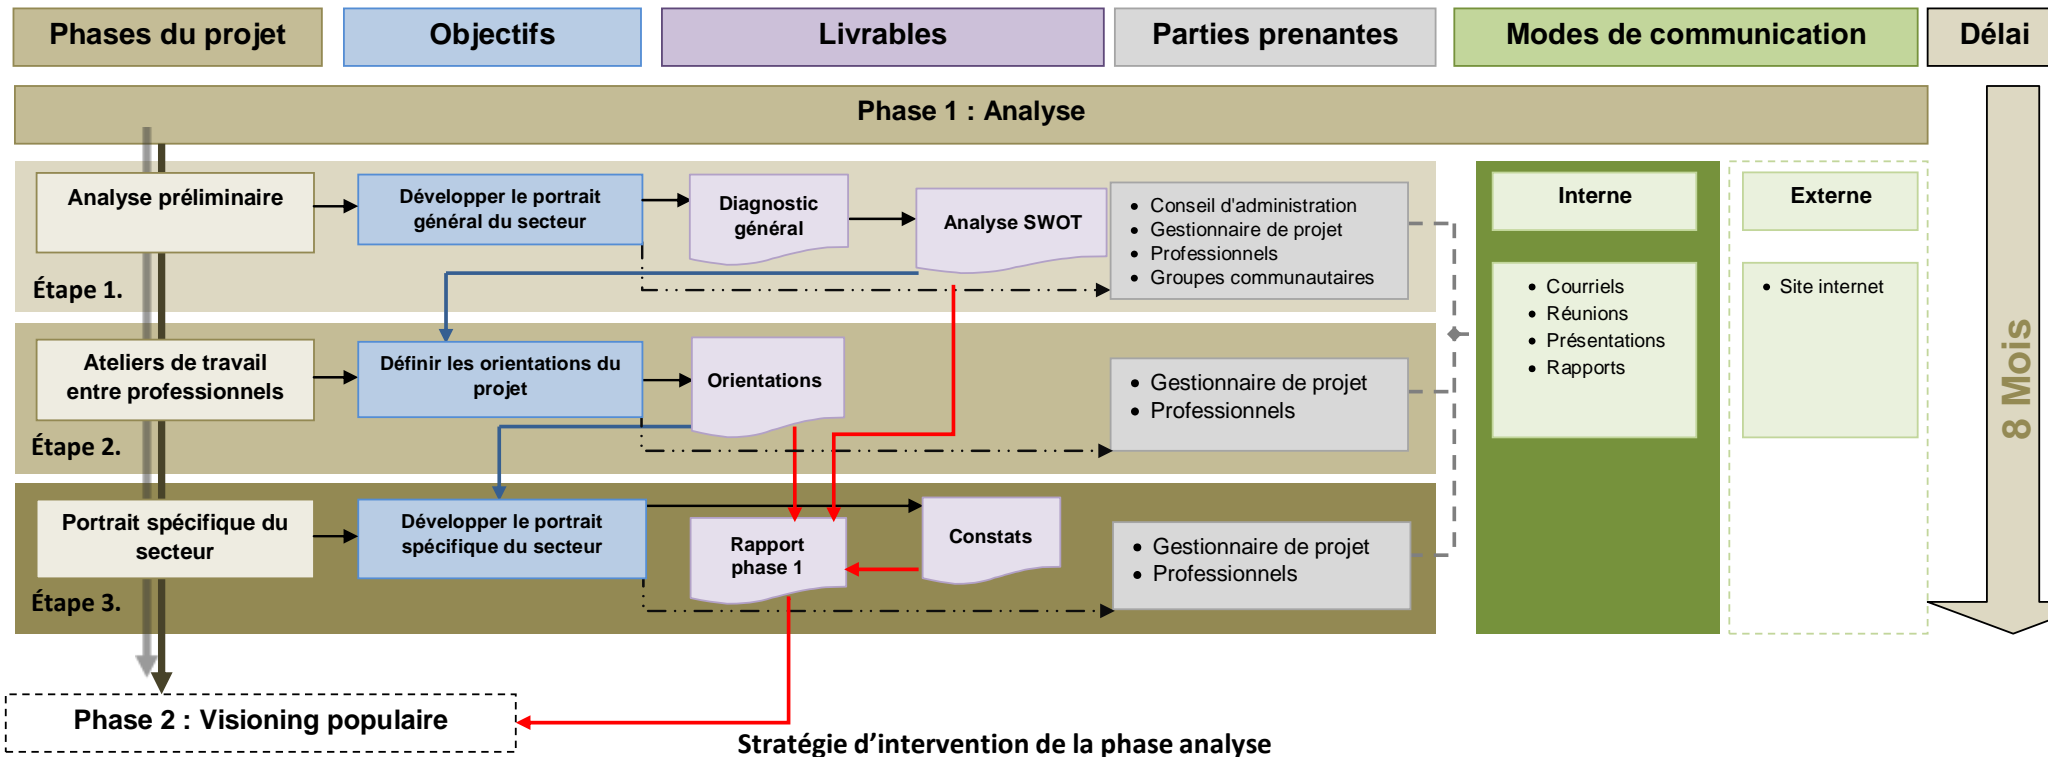 Phases du projet
Objectifs
Livrables
Parties prenantes
Modes de communication
Délai
Phase 1 : Analyse
Analyse préliminaire
Étape 1.
Développer le portrait
général du secteur
Diagnostic
général
Analyse SWOT
• Conseil d'administration
• Gestionnaire de projet
• Professionnels
• Groupes communautaires
Interne
Externe
• Courriels
• Réunions
• Présentations
• Rapports
• Site internet
8 Mois
Ateliers de travail
entre professionnels
Étape 2.
Définir les orientations du
projet
Orientations
• Gestionnaire de projet
• Professionnels
Portrait spécifique du
secteur
Étape 3.
Développer le portrait
spécifique du secteur
Rapport
phase 1
Constats
• Gestionnaire de projet
• Professionnels
Phase 2 : Visioning populaire
Stratégie d’intervention de la phase analyse